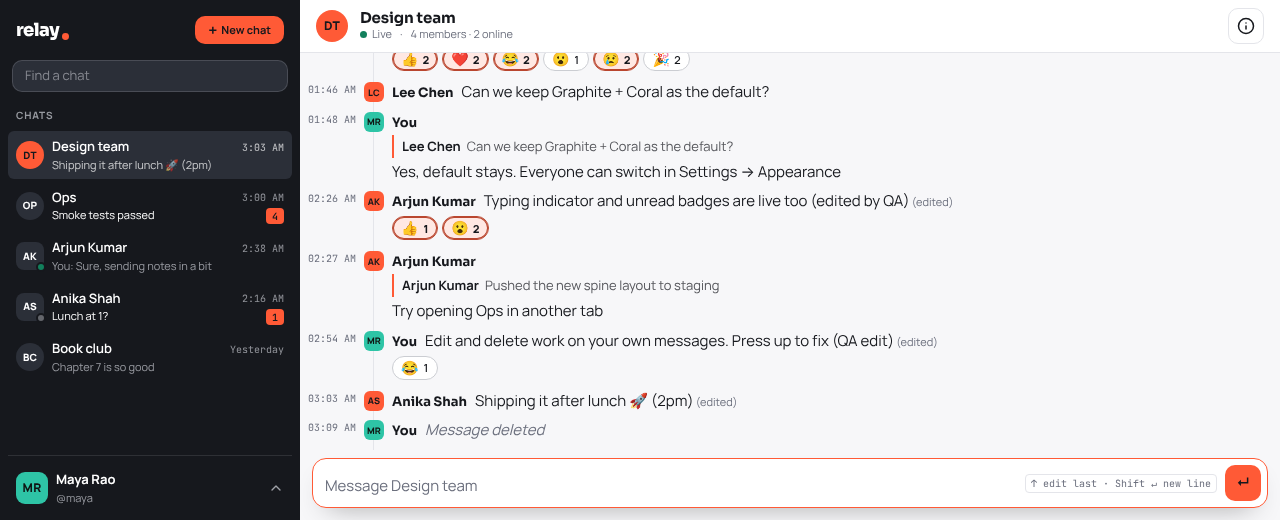 relay.
+ New chat
Find a chat
CHATS
DT Design team 3:03 AM
Shipping it after lunch 🚀 (2pm)
OP Ops 3:00 AM
Smoke tests passed 4
AK Arjun Kumar 2:38 AM
You: Sure, sending notes in a bit
AS Anika Shah 2:16 AM
Lunch at 1? 1
BC Book club Yesterday
Chapter 7 is so good
MR Maya Rao
@maya
DT Design team
Live · 4 members · 2 online
👍 2 ❤️ 2 😂 2 😮 1 😢 2 🎉 2
01:46 AM LC Lee Chen Can we keep Graphite + Coral as the default?
01:48 AM MR You
Lee Chen Can we keep Graphite + Coral as the default?
Yes, default stays. Everyone can switch in Settings → Appearance
02:26 AM AK Arjun Kumar Typing indicator and unread badges are live too (edited by QA) (edited)
👍 1 😮 2
02:27 AM AK Arjun Kumar
Arjun Kumar Pushed the new spine layout to staging
Try opening Ops in another tab
02:54 AM MR You Edit and delete work on your own messages. Press up to fix (QA edit) (edited)
😂 1
03:03 AM AS Anika Shah Shipping it after lunch 🚀 (2pm) (edited)
03:09 AM MR You Message deleted
Message Design team
↑ edit last · Shift ↵ new line